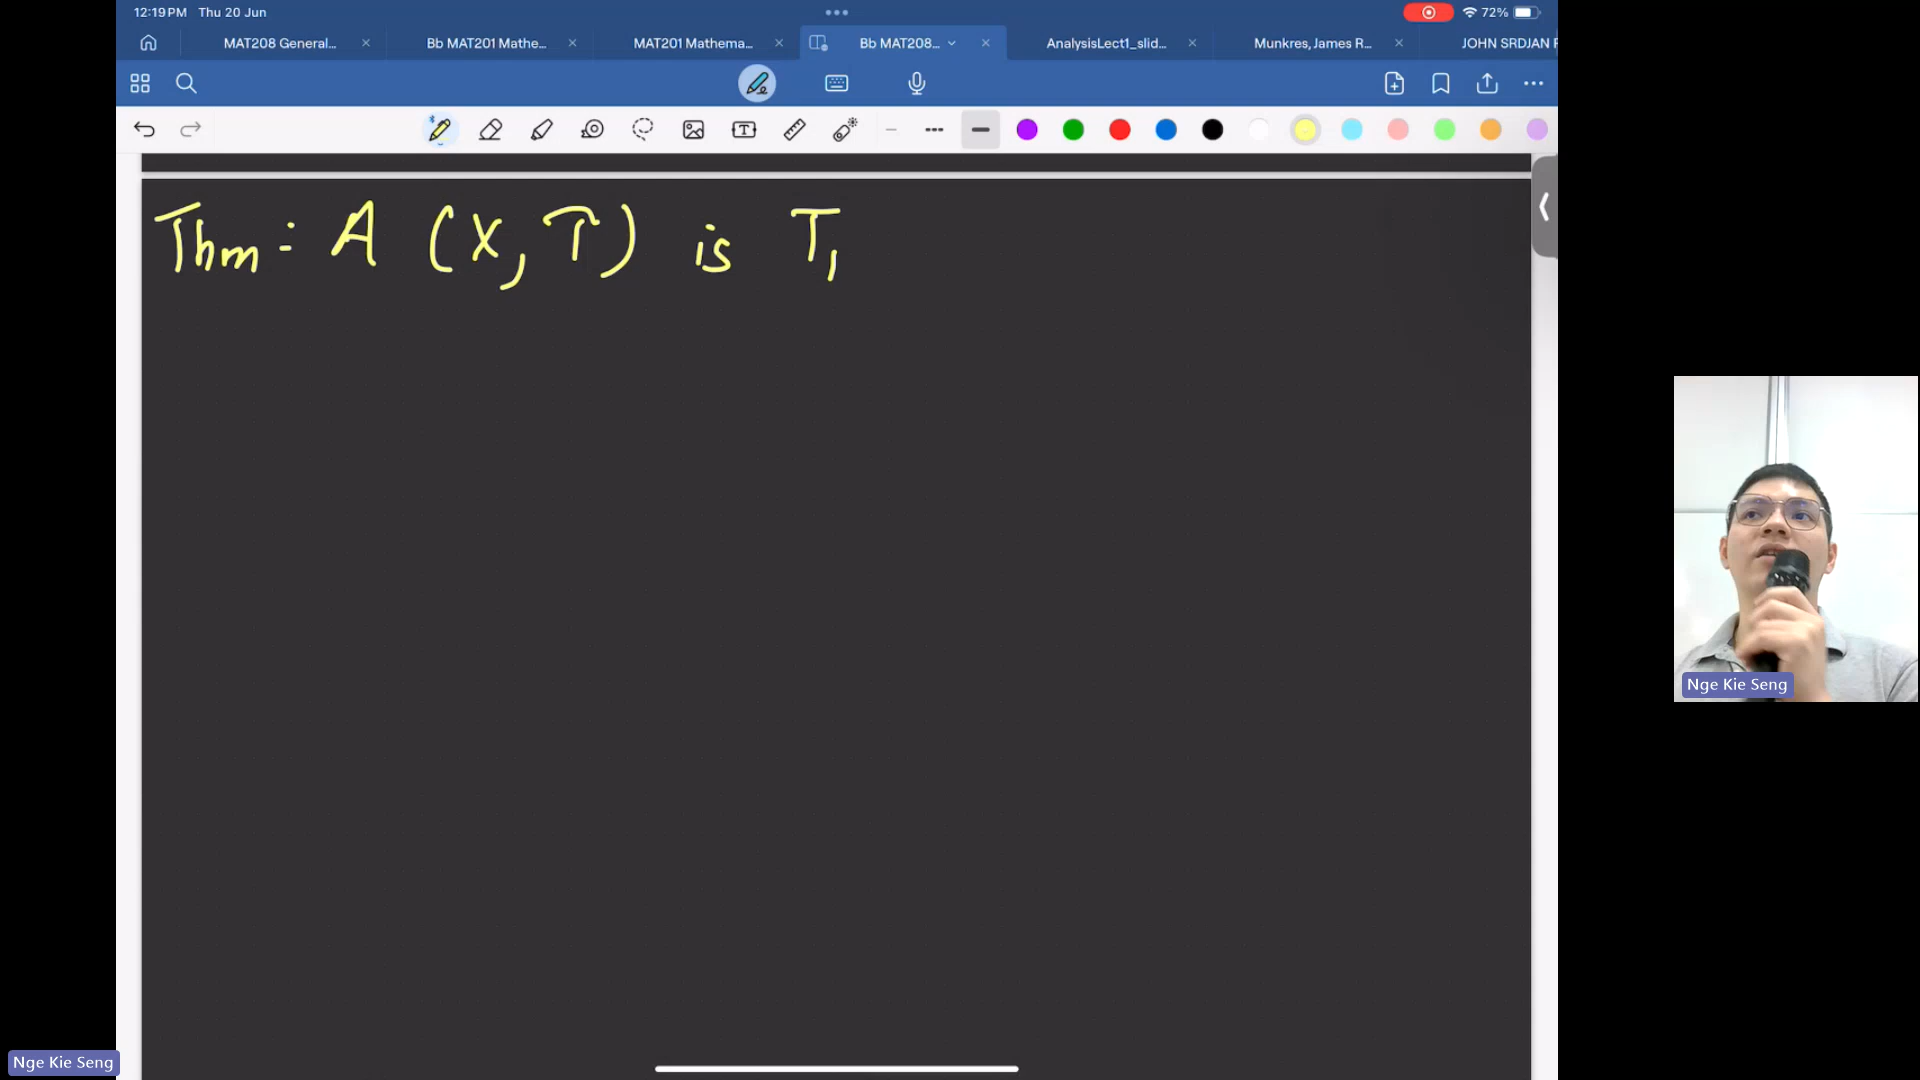 12:19 PM Thu 20 Jun
72%
MAT208 General...
Bb MAT201 Mathe...
MAT201 Mathema...
Bb MAT208...
AnalysisLect1_slid...
Munkres, James R...
JOHN SRDJAN P
Thm: A (X, T) is T₁
Nge Kie Seng
Nge Kie Seng